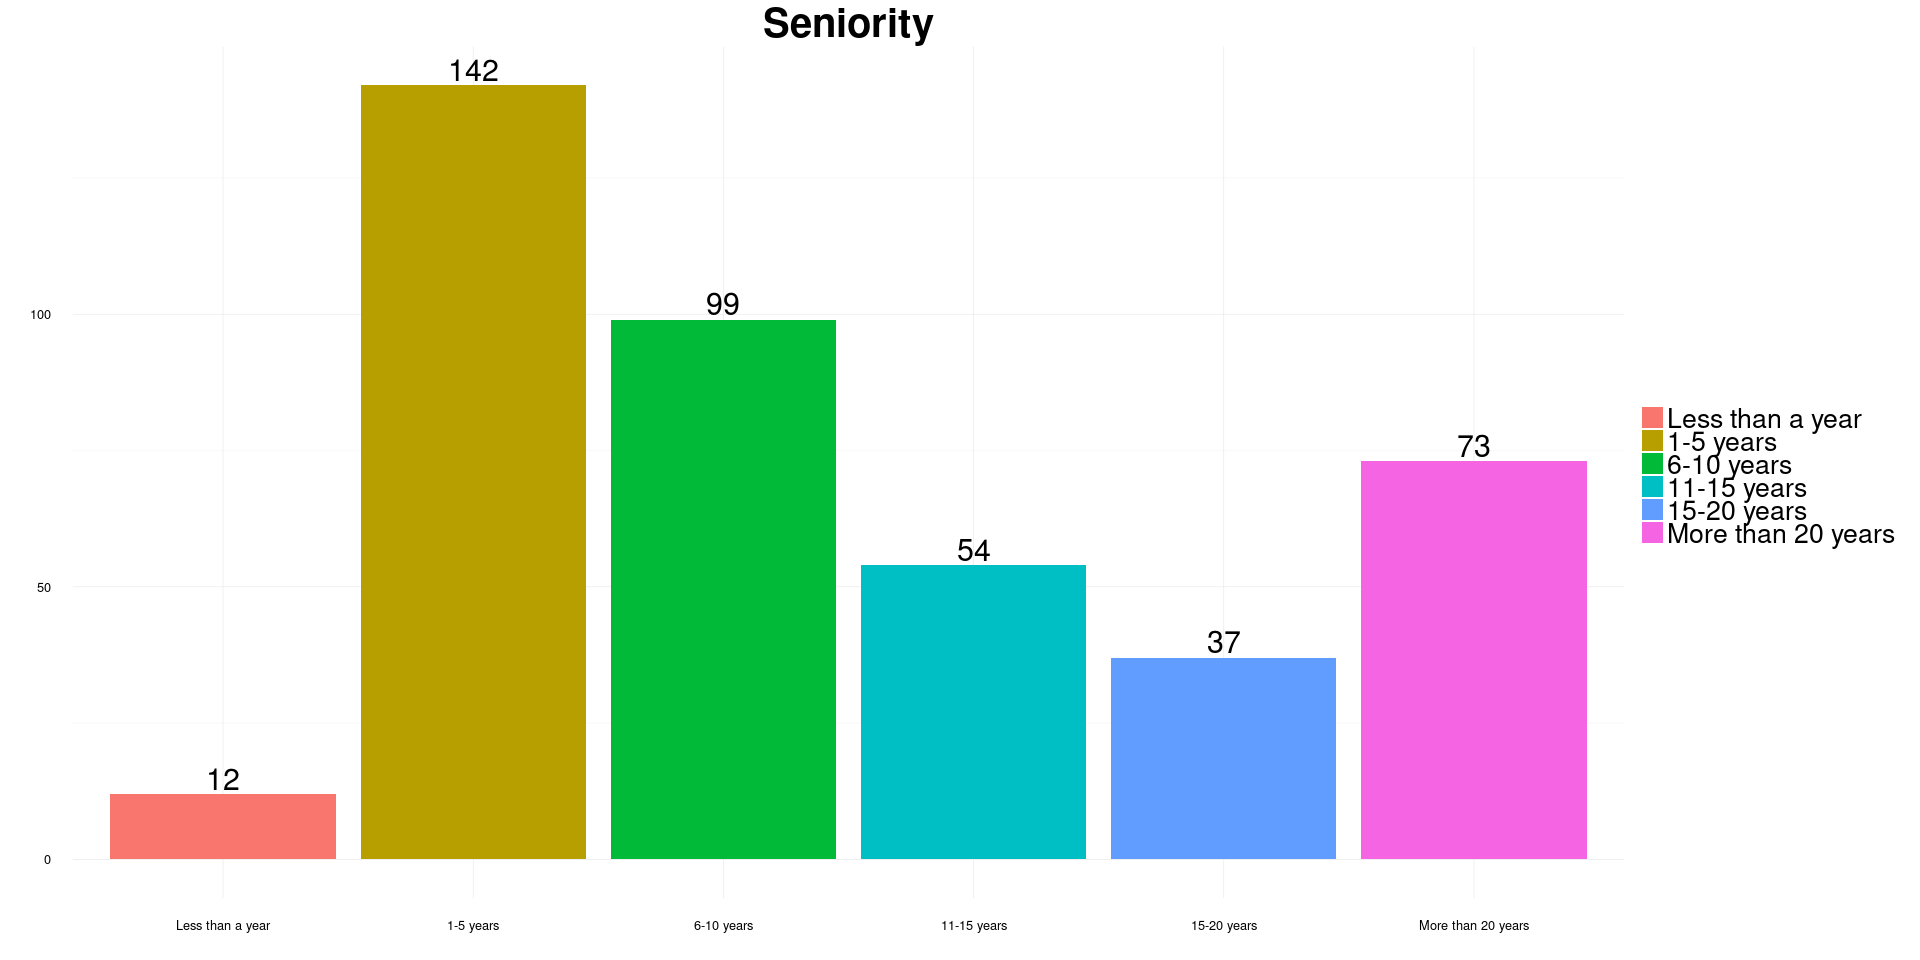 Seniority
142
99
73
54
37
12
100
50
0
Less than a year
1-5 years
6-10 years
11-15 years
15-20 years
More than 20 years
Less than a year
1-5 years
6-10 years
11-15 years
15-20 years
More than 20 years